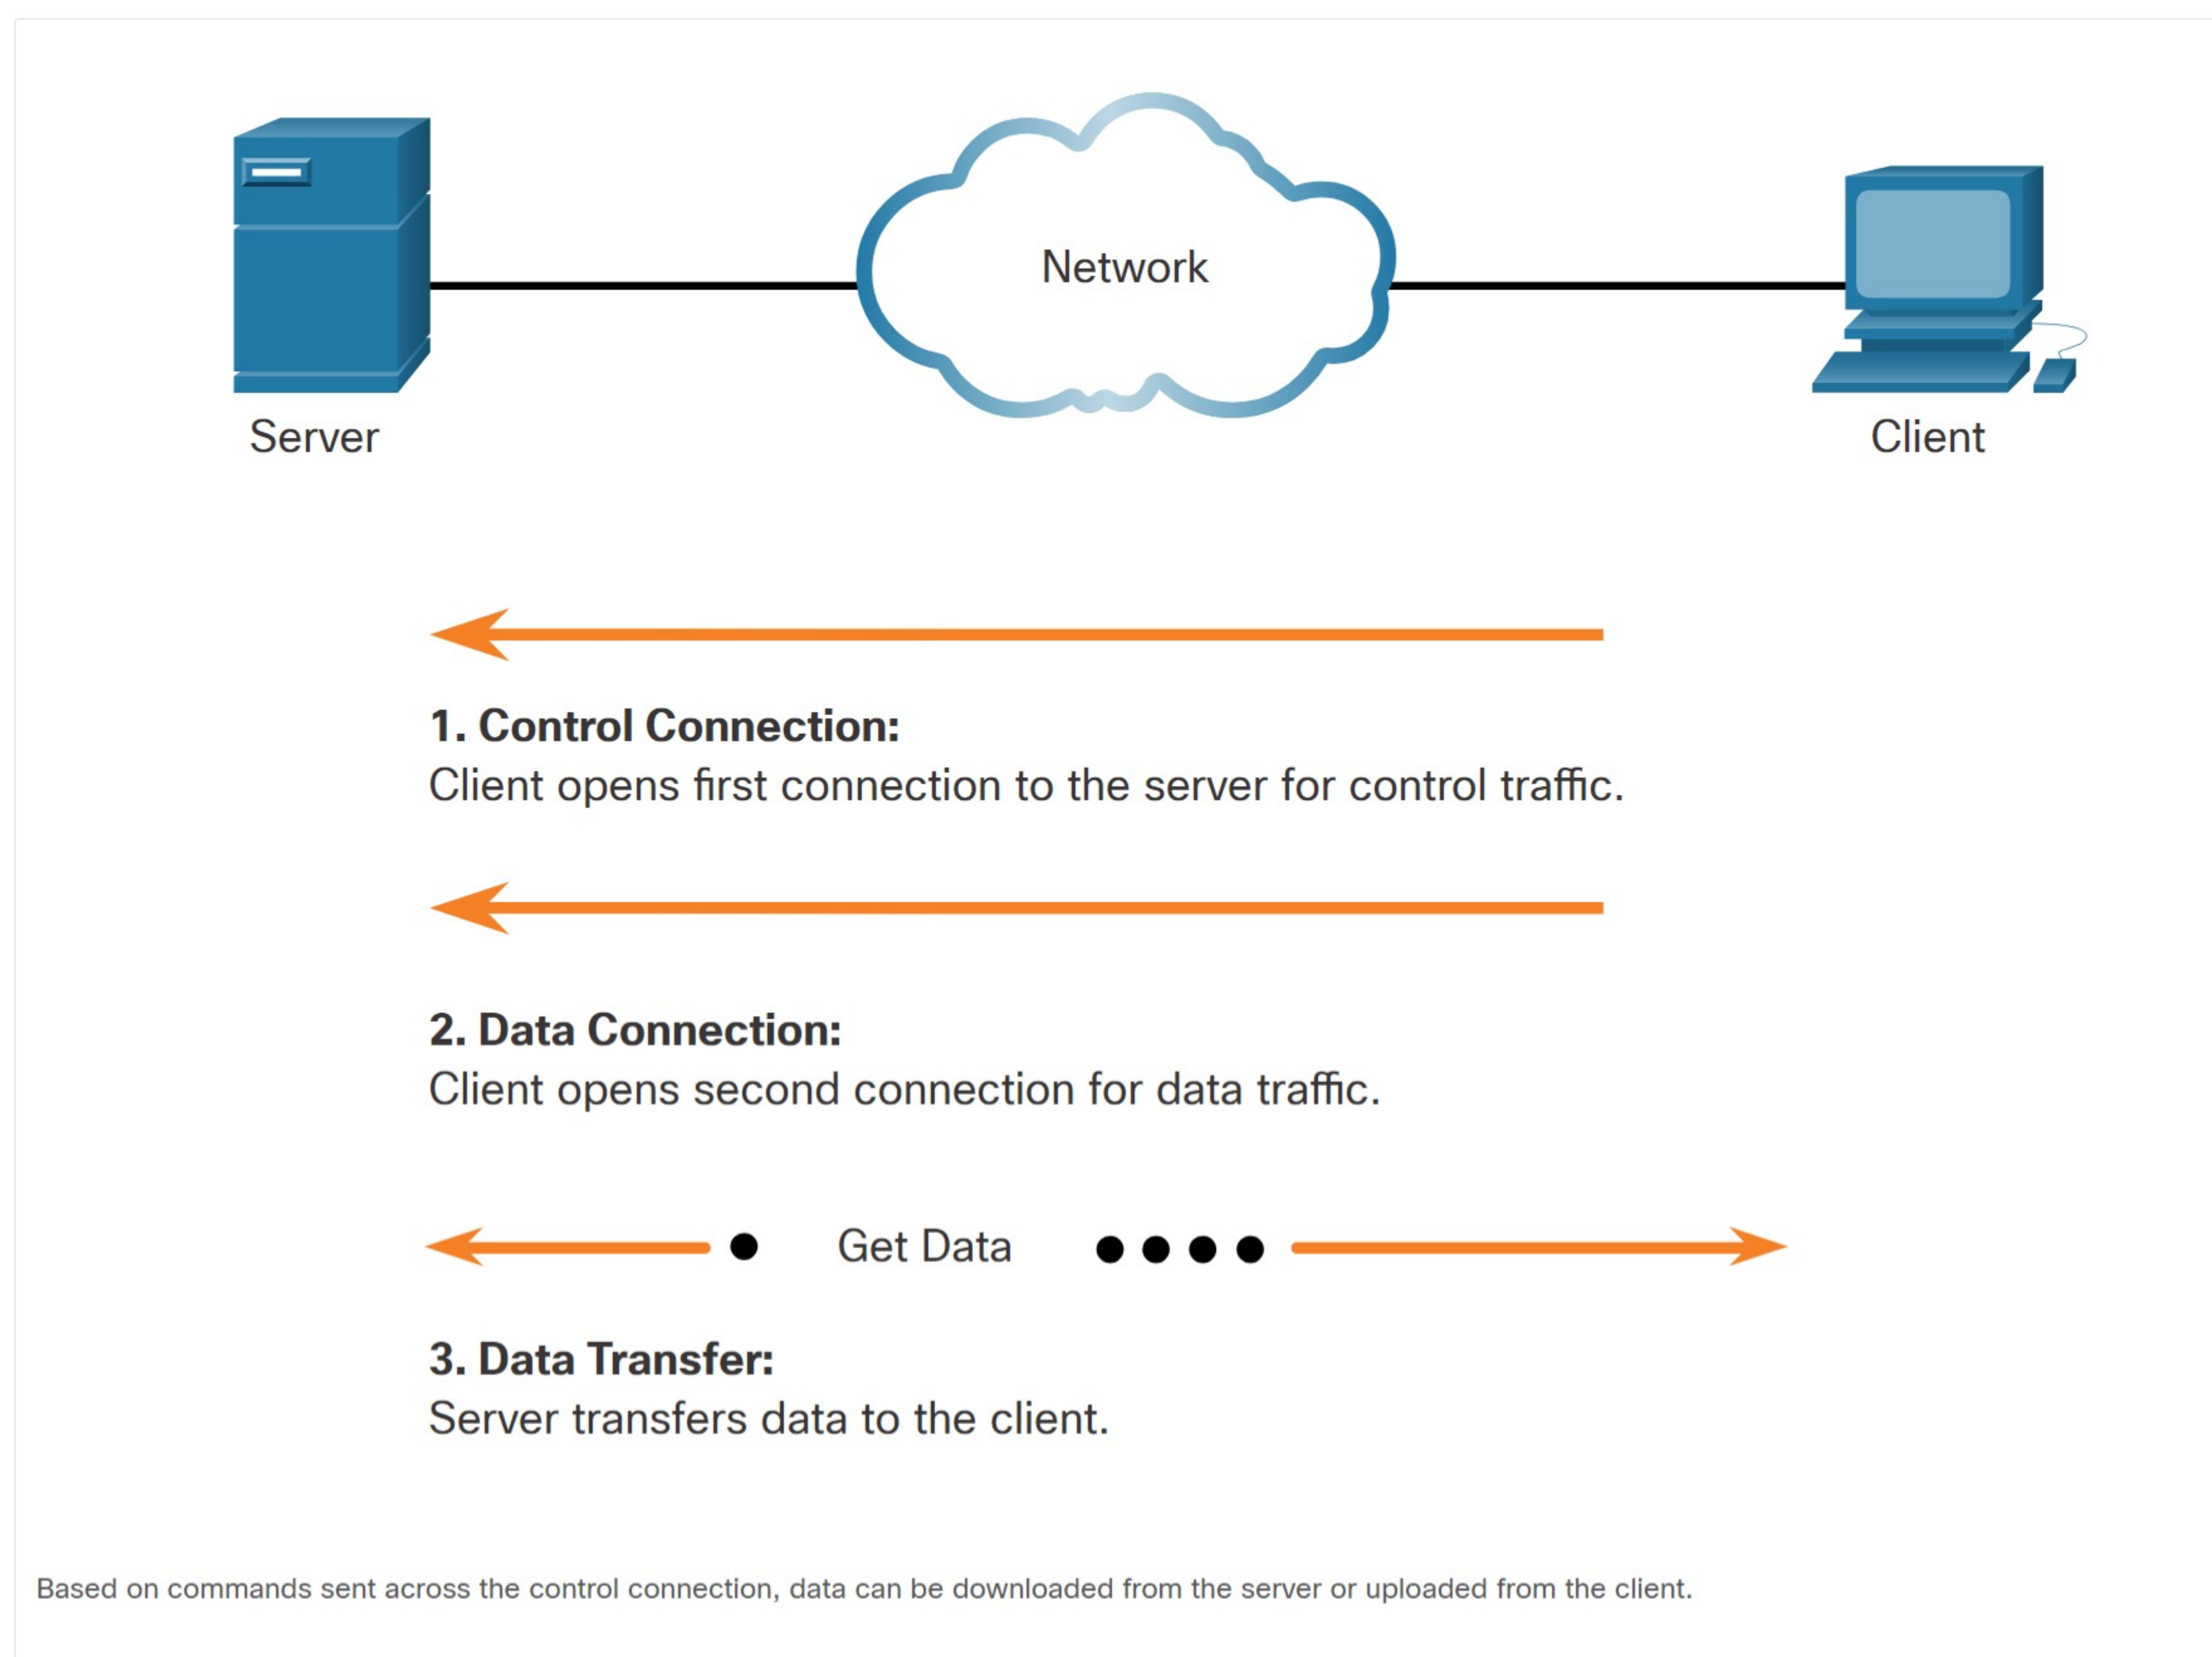 Network
Server
Client
1. Control Connection:
Client opens first connection to the server for control traffic.
2. Data Connection:
Client opens second connection for data traffic.
Get Data
3. Data Transfer:
Server transfers data to the client.
Based on commands sent across the control connection, data can be downloaded from the server or uploaded from the client.